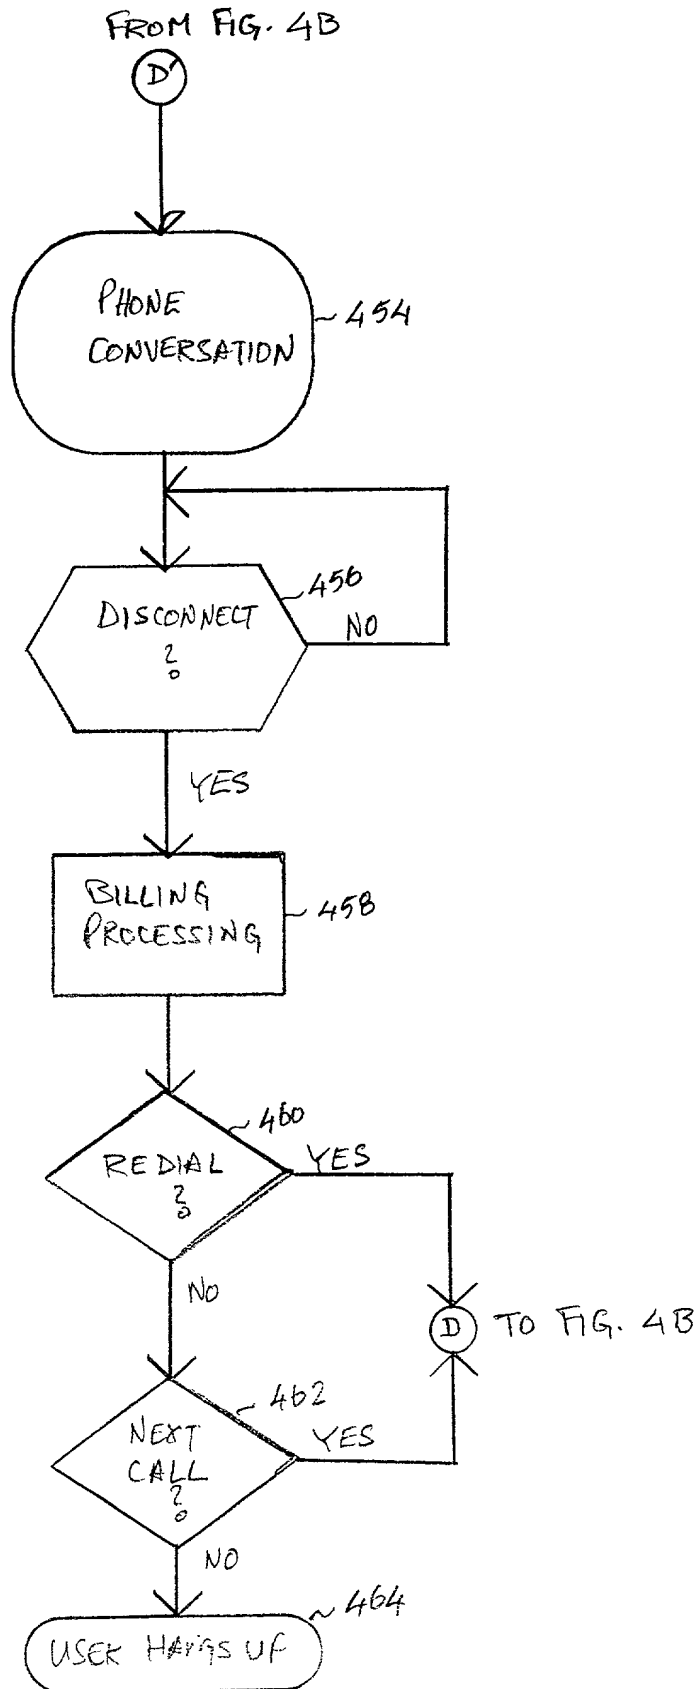 FROM FIG. 4B
D'
PHONE
CONVERSATION
454
DISCONNECT
?
456
NO
YES
BILLING
PROCESSING
458
REDIAL
?
460
YES
NO
D TO FIG. 4B
NEXT
CALL
?
462
YES
NO
USER HANGS UP
464